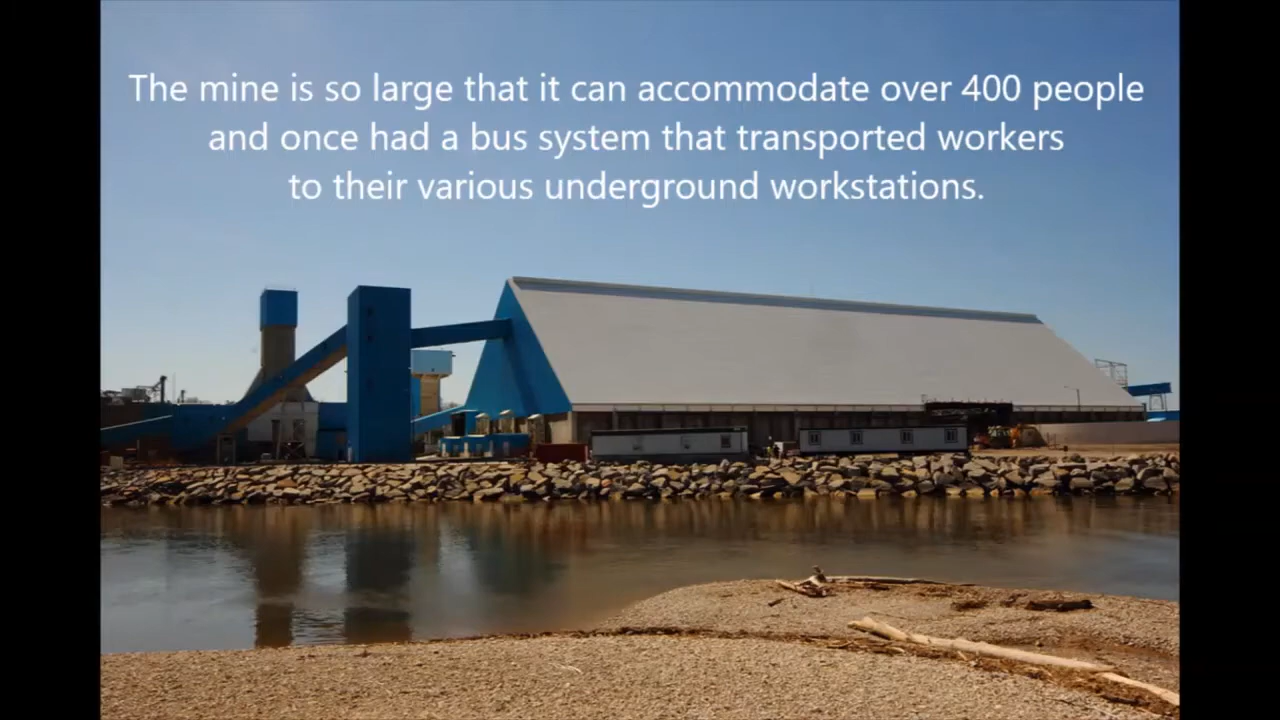 The mine is so large that it can accommodate over 400 people
and once had a bus system that transported workers
to their various underground workstations.